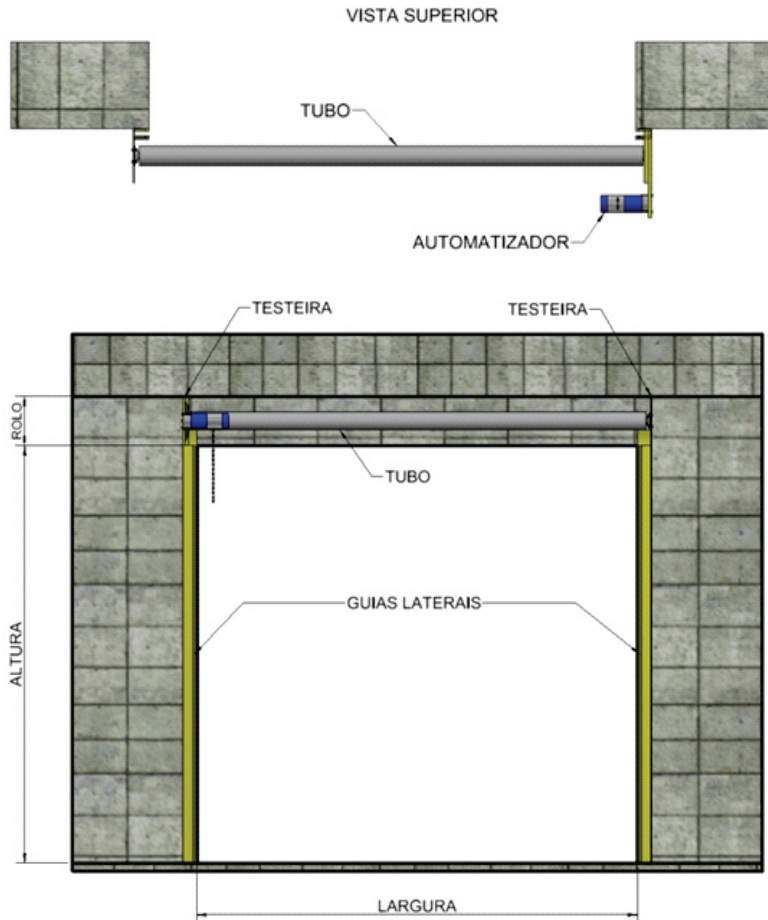 VISTA SUPERIOR
TUBO
AUTOMATIZADOR
TESTEIRA
TESTEIRA
ROLO
TUBO
GUIAS LATERAIS
ALTURA
LARGURA